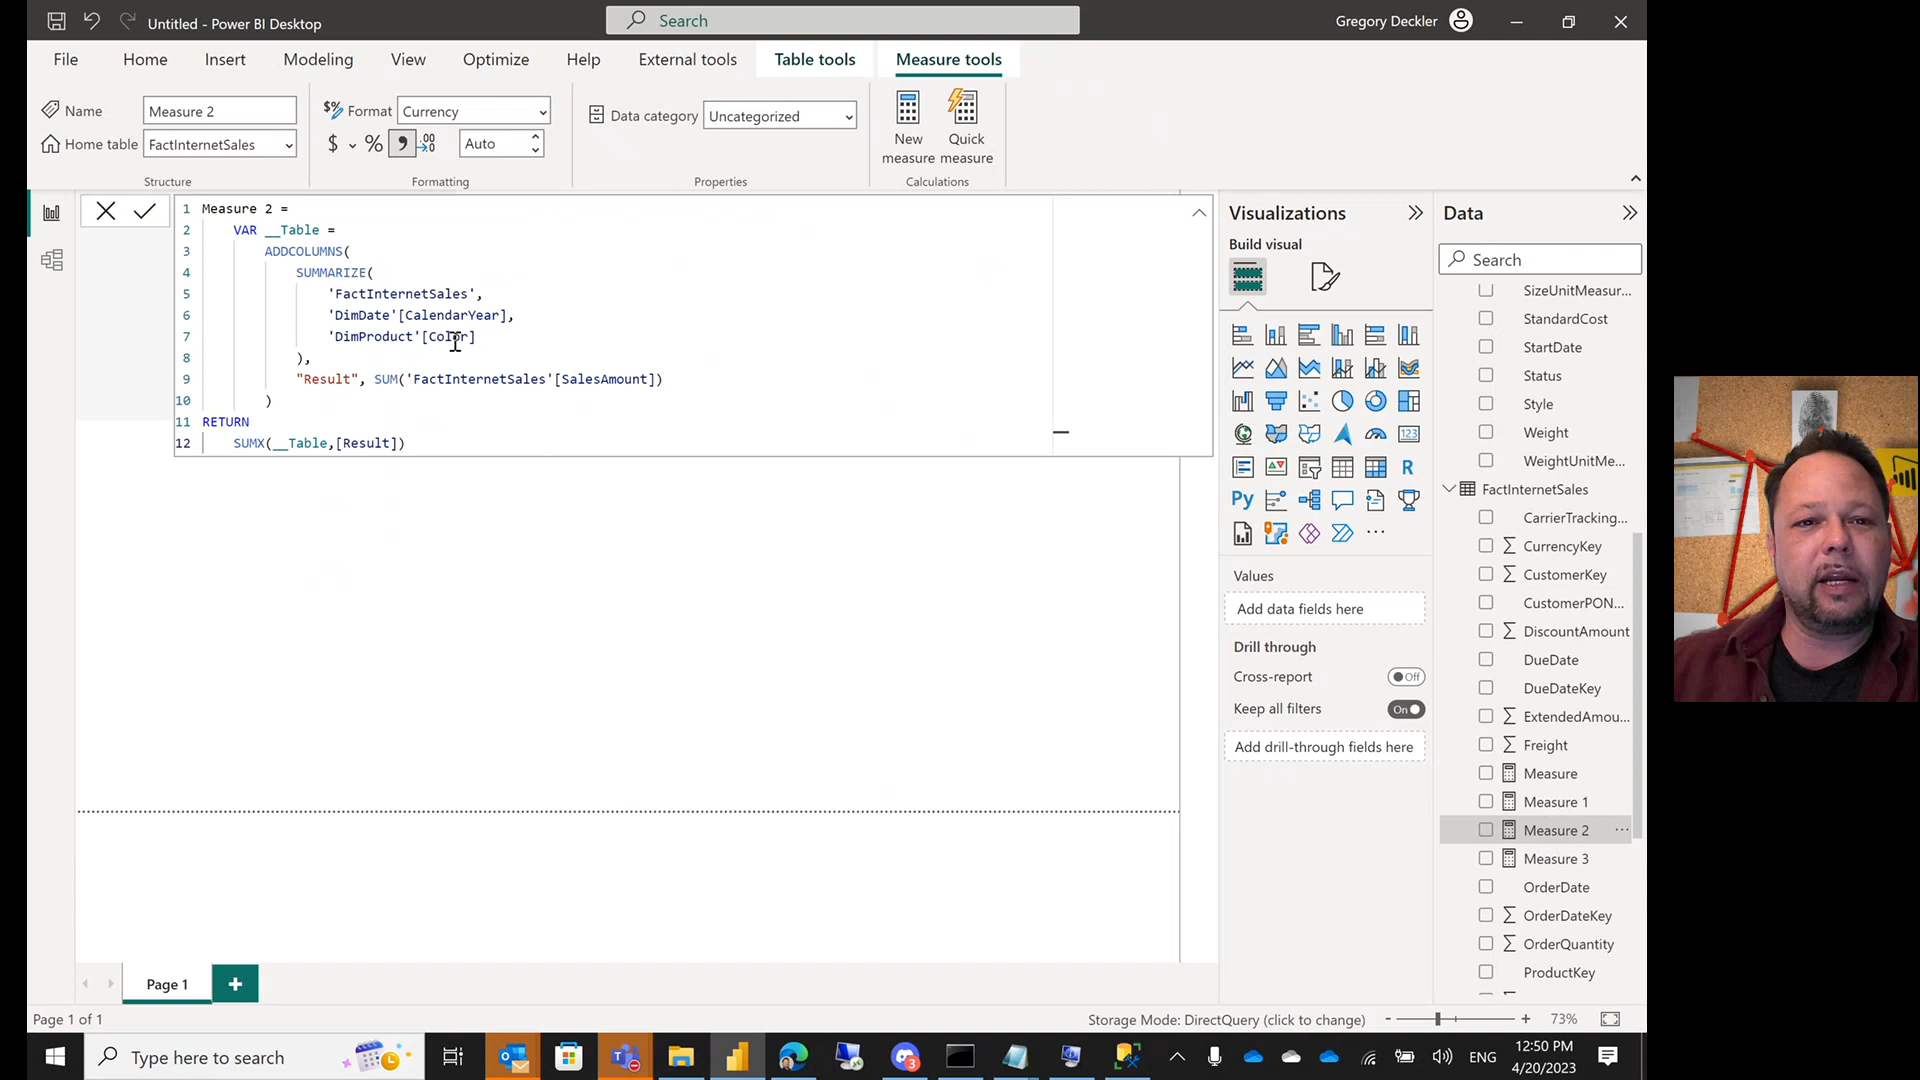 Untitled - Power BI Desktop
Search
Gregory Deckler
File
Home
Insert
Modeling
View
Optimize
Help
External tools
Table tools
Measure tools
Name
Measure 2
Home table
FactInternetSales
Structure
$% Format
Currency
$ % 9 .00 .0
Auto
Formatting
Data category
Uncategorized
Properties
New measure
Quick measure
Calculations
1 Measure 2 =
2 VAR __Table =
3 ADDCOLUMNS(
4 SUMMARIZE(
5 'FactInternetSales',
6 'DimDate'[CalendarYear],
7 'DimProduct'[Color]
8 ),
9 "Result", SUM('FactInternetSales'[SalesAmount])
10 )
11 RETURN
12 SUMX(__Table,[Result])
Visualizations
Build visual
123
R
Py
Values
Add data fields here
Drill through
Cross-report
Off
Keep all filters
On
Add drill-through fields here
Data
Search
SizeUnitMeasur...
StandardCost
StartDate
Status
Style
Weight
WeightUnitMe...
FactInternetSales
CarrierTracking...
CurrencyKey
CustomerKey
CustomerPON...
DiscountAmount
DueDate
DueDateKey
ExtendedAmou...
Freight
Measure
Measure 1
Measure 2 ...
Measure 3
OrderDate
OrderDateKey
OrderQuantity
ProductKey
Page 1
Page 1 of 1
Storage Mode: DirectQuery (click to change)
- + 73%
Type here to search
3
ENG
12:50 PM
4/20/2023